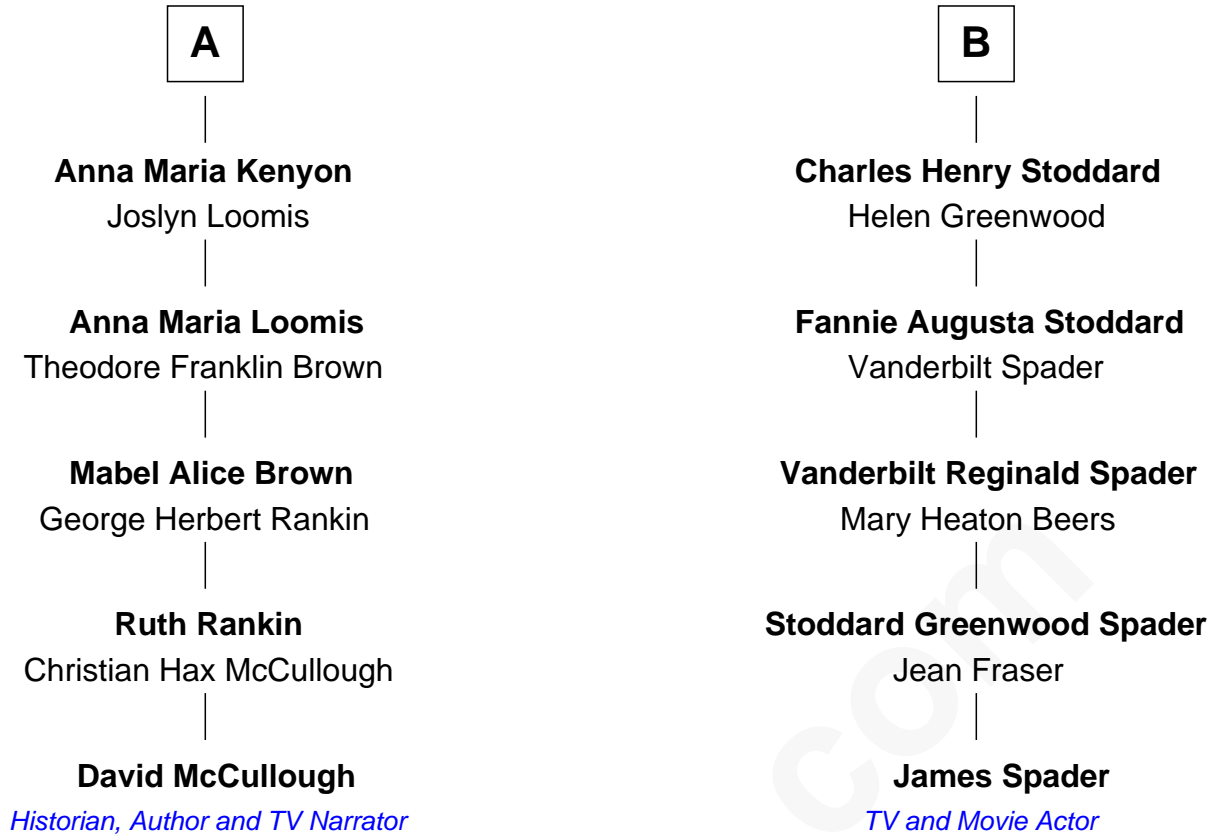 A
Anna Maria Kenyon
Joslyn Loomis
Anna Maria Loomis
Theodore Franklin Brown
Mabel Alice Brown
George Herbert Rankin
Ruth Rankin
Christian Hax McCullough
David McCullough
Historian, Author and TV Narrator
B
Charles Henry Stoddard
Helen Greenwood
Fannie Augusta Stoddard
Vanderbilt Spader
Vanderbilt Reginald Spader
Mary Heaton Beers
Stoddard Greenwood Spader
Jean Fraser
James Spader
TV and Movie Actor
com